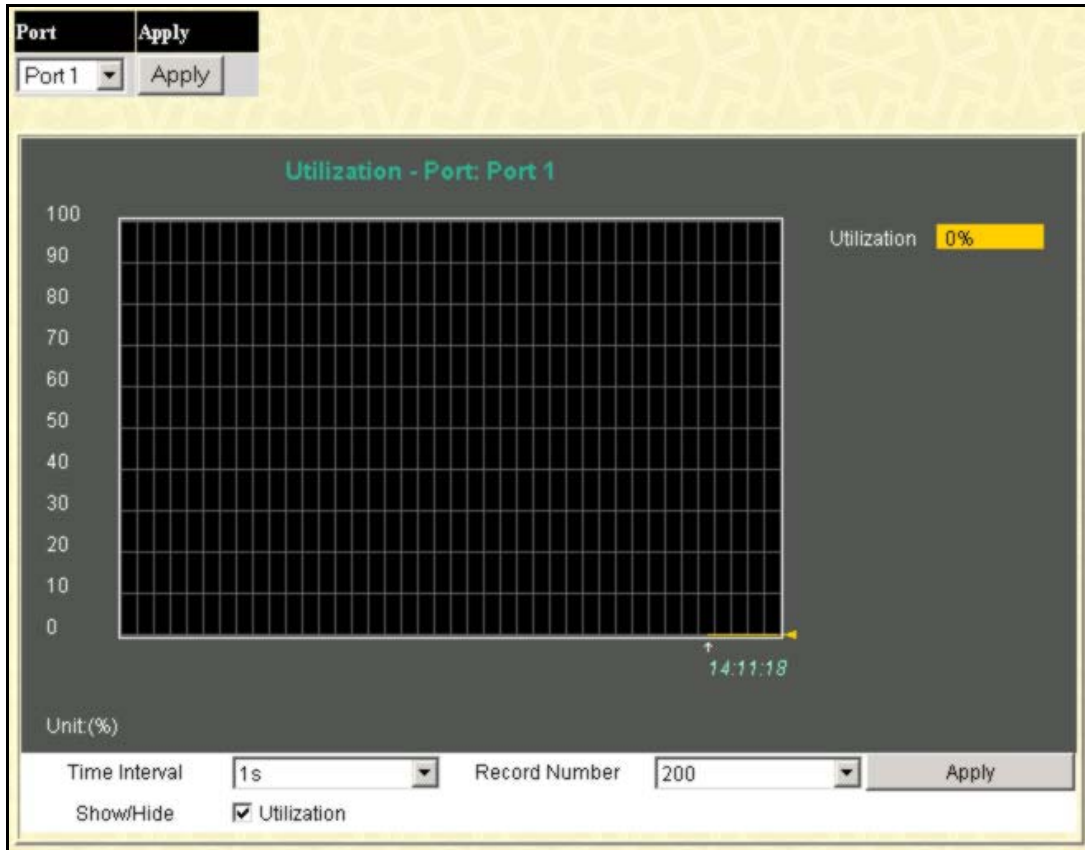 Port Apply
Port 1 Apply
Utilization - Port: Port 1
100
90
80
70
60
50
40
30
20
10
0
Utilization 0%
14:11:18
Unit:(%)
Time Interval 1s Record Number 200 Apply
Show/Hide Utilization